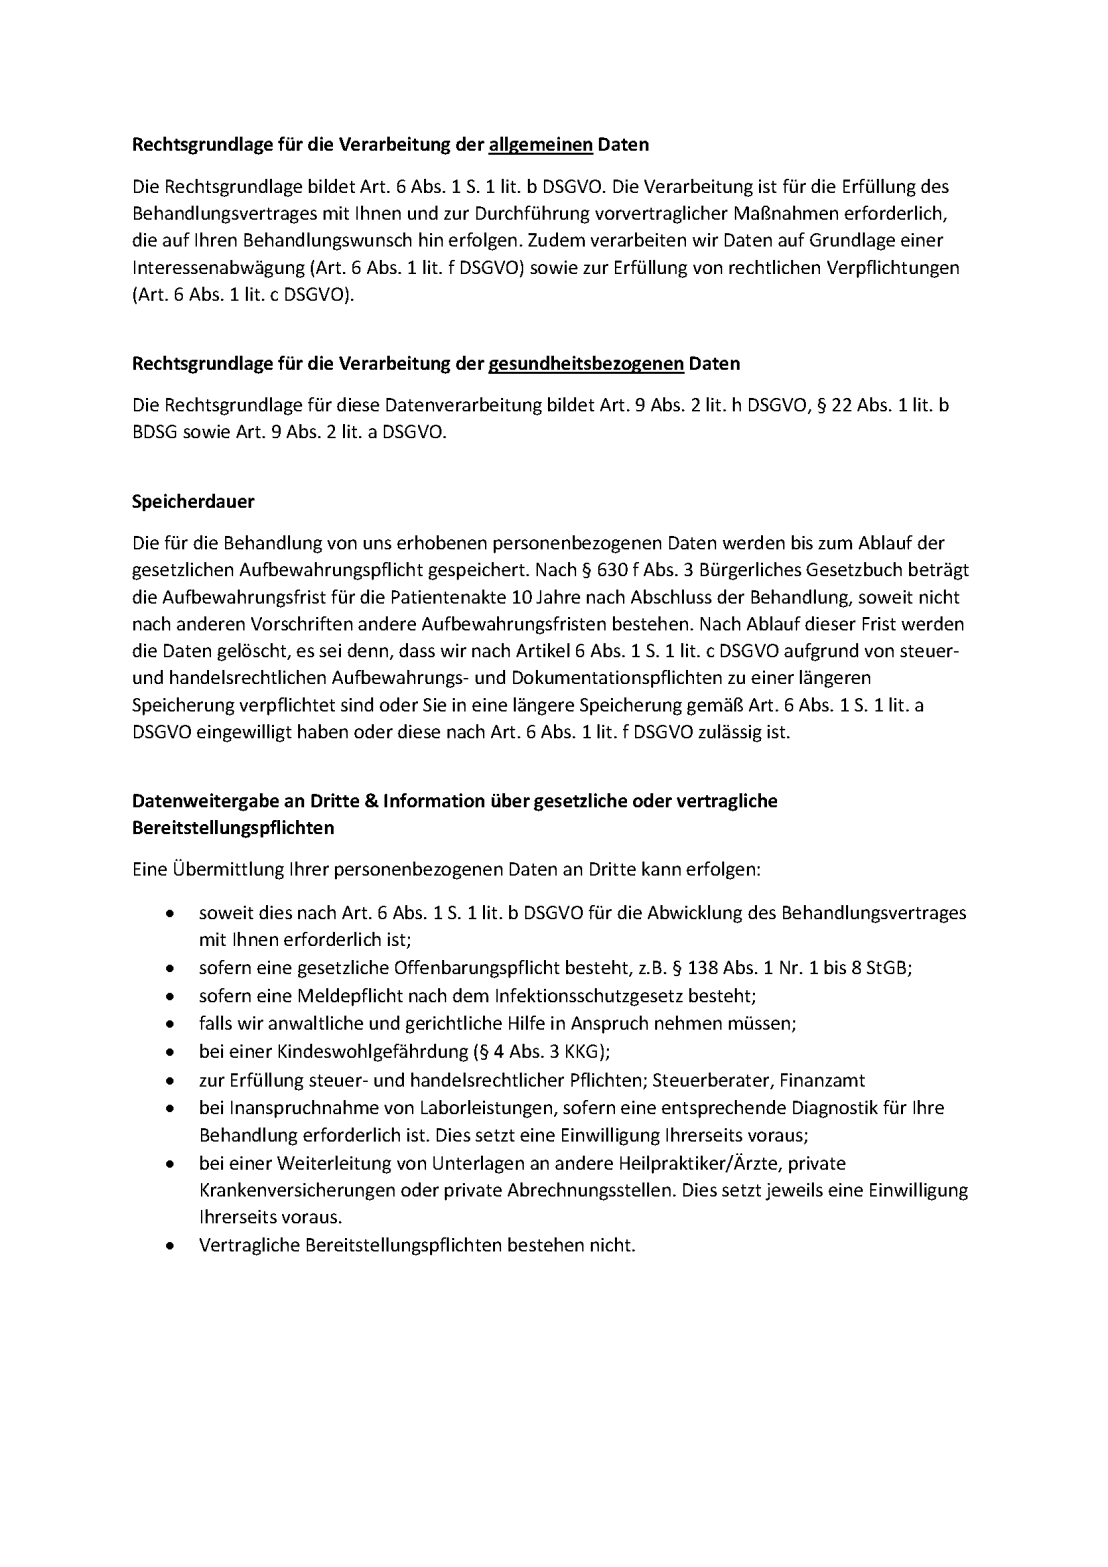 Rechtsgrundlage für die Verarbeitung der allgemeinen Daten
Die Rechtsgrundlage bildet Art. 6 Abs. 1 S. 1 lit. b DSGVO. Die Verarbeitung ist für die Erfüllung des
Behandlungsvertrages mit Ihnen und zur Durchführung vorvertraglicher Maßnahmen erforderlich,
die auf Ihren Behandlungswunsch hin erfolgen. Zudem verarbeiten wir Daten auf Grundlage einer
Interessenabwägung (Art. 6 Abs. 1 lit. f DSGVO) sowie zur Erfüllung von rechtlichen Verpflichtungen
(Art. 6 Abs. 1 lit. c DSGVO).
Rechtsgrundlage für die Verarbeitung der gesundheitsbezogenen Daten
Die Rechtsgrundlage für diese Datenverarbeitung bildet Art. 9 Abs. 2 lit. h DSGVO, § 22 Abs. 1 lit. b
BDSG sowie Art. 9 Abs. 2 lit. a DSGVO.
Speicherdauer
Die für die Behandlung von uns erhobenen personenbezogenen Daten werden bis zum Ablauf der
gesetzlichen Aufbewahrungspflicht gespeichert. Nach § 630 f Abs. 3 Bürgerliches Gesetzbuch beträgt
die Aufbewahrungsfrist für die Patientenakte 10 Jahre nach Abschluss der Behandlung, soweit nicht
nach anderen Vorschriften andere Aufbewahrungsfristen bestehen. Nach Ablauf dieser Frist werden
die Daten gelöscht, es sei denn, dass wir nach Artikel 6 Abs. 1 S. 1 lit. c DSGVO aufgrund von steuer-
und handelsrechtlichen Aufbewahrungs- und Dokumentationspflichten zu einer längeren
Speicherung verpflichtet sind oder Sie in eine längere Speicherung gemäß Art. 6 Abs. 1 S. 1 lit. a
DSGVO eingewilligt haben oder diese nach Art. 6 Abs. 1 lit. f DSGVO zulässig ist.
Datenweitergabe an Dritte & Information über gesetzliche oder vertragliche
Bereitstellungspflichten
Eine Übermittlung Ihrer personenbezogenen Daten an Dritte kann erfolgen:
• soweit dies nach Art. 6 Abs. 1 S. 1 lit. b DSGVO für die Abwicklung des Behandlungsvertrages
mit Ihnen erforderlich ist;
• sofern eine gesetzliche Offenbarungspflicht besteht, z.B. § 138 Abs. 1 Nr. 1 bis 8 StGB;
• sofern eine Meldepflicht nach dem Infektionsschutzgesetz besteht;
• falls wir anwaltliche und gerichtliche Hilfe in Anspruch nehmen müssen;
• bei einer Kindeswohlgefährdung (§ 4 Abs. 3 KKG);
• zur Erfüllung steuer- und handelsrechtlicher Pflichten; Steuerberater, Finanzamt
• bei Inanspruchnahme von Laborleistungen, sofern eine entsprechende Diagnostik für Ihre
Behandlung erforderlich ist. Dies setzt eine Einwilligung Ihrerseits voraus;
• bei einer Weiterleitung von Unterlagen an andere Heilpraktiker/Ärzte, private
Krankenversicherungen oder private Abrechnungsstellen. Dies setzt jeweils eine Einwilligung
Ihrerseits voraus.
• Vertragliche Bereitstellungspflichten bestehen nicht.